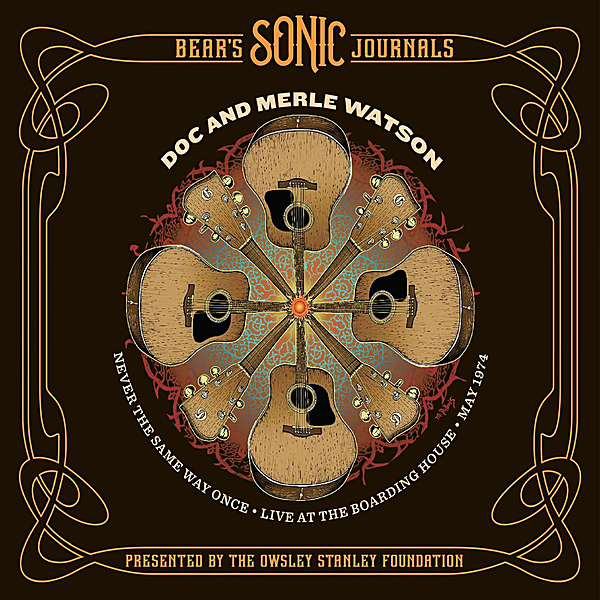 BEAR'S SONIC JOURNALS
DOC AND MERLE WATSON
NEVER THE SAME WAY ONCE • LIVE AT THE BOARDING HOUSE • MAY 1974
PRESENTED BY THE OWSLEY STANLEY FOUNDATION